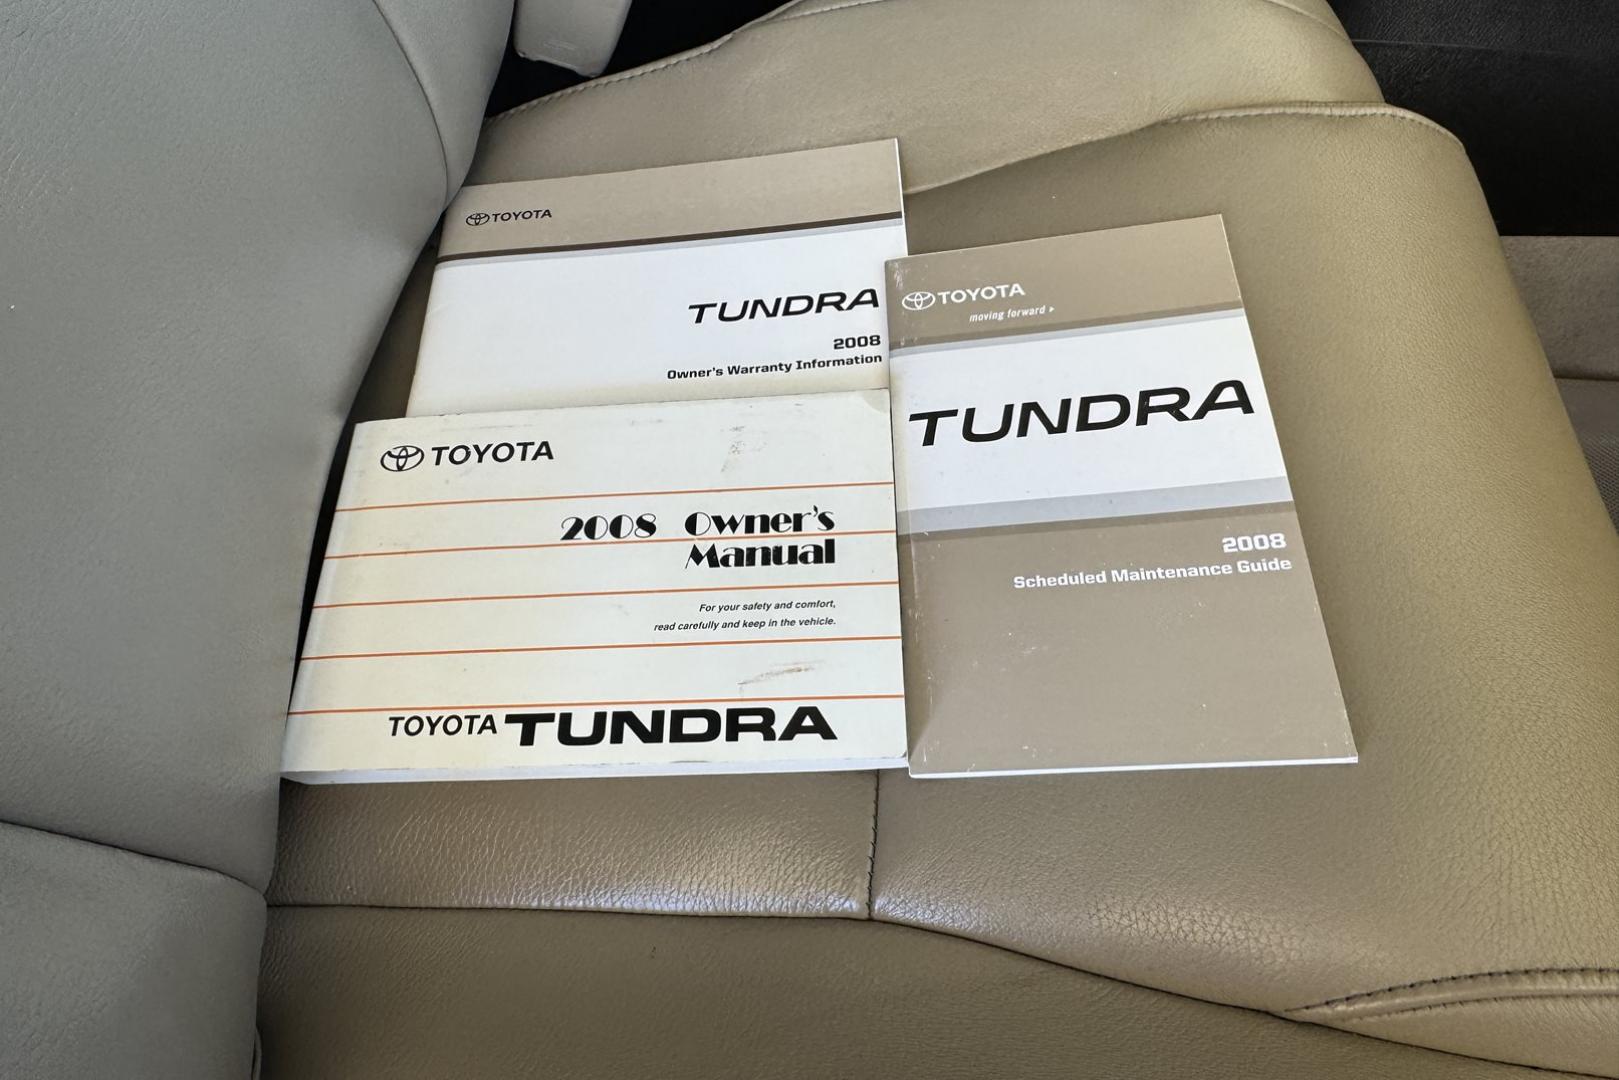 TOYOTA
TUNDRA
2008
Owner's Warranty Information
TOYOTA
moving forward
TUNDRA
2008
Scheduled Maintenance Guide
TOYOTA
2008 Owner's
Manual
For your safety and comfort,
read carefully and keep in the vehicle.
TOYOTA TUNDRA